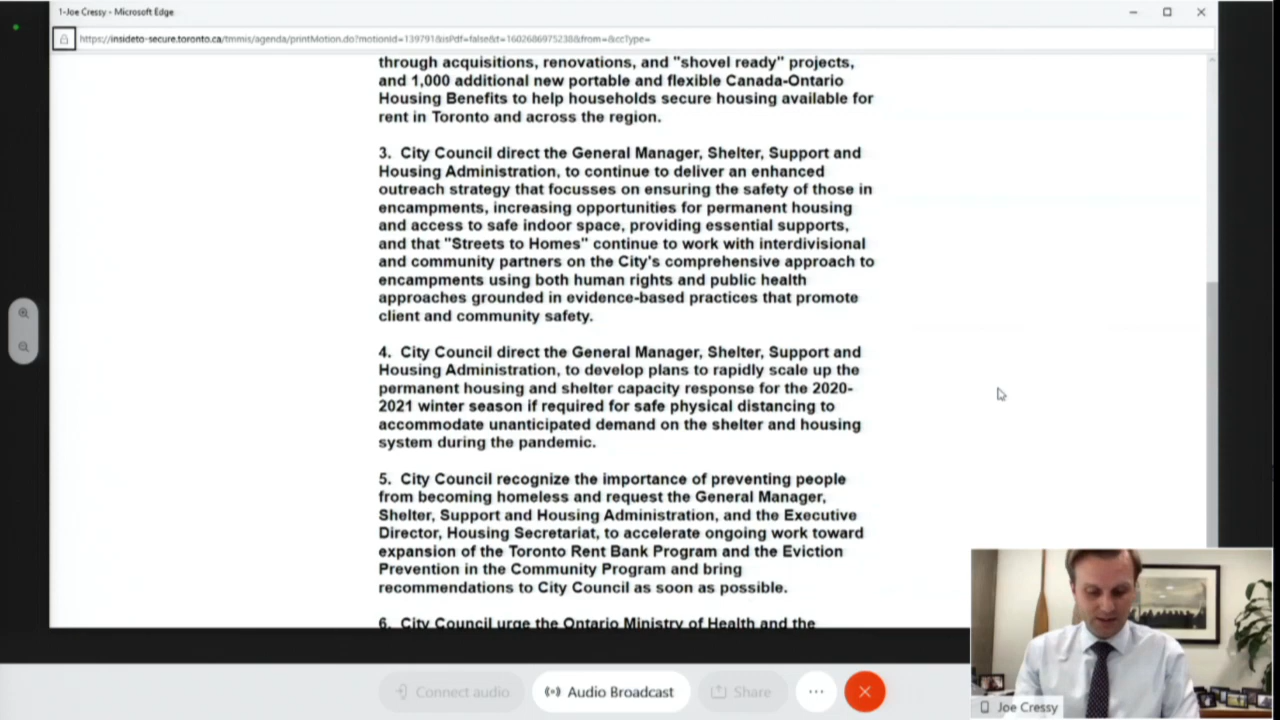 1-Joe Cressy - Microsoft Edge
https://insideto-secure.toronto.ca/tmmis/agenda/printMotion.do?motionId=139791&isPdf=false&t=1602686975238&from=&ccType=
through acquisitions, renovations, and "shovel ready" projects,
and 1,000 additional new portable and flexible Canada-Ontario
Housing Benefits to help households secure housing available for
rent in Toronto and across the region.
3. City Council direct the General Manager, Shelter, Support and
Housing Administration, to continue to deliver an enhanced
outreach strategy that focusses on ensuring the safety of those in
encampments, increasing opportunities for permanent housing
and access to safe indoor space, providing essential supports,
and that "Streets to Homes" continue to work with interdivisional
and community partners on the City's comprehensive approach to
encampments using both human rights and public health
approaches grounded in evidence-based practices that promote
client and community safety.
4. City Council direct the General Manager, Shelter, Support and
Housing Administration, to develop plans to rapidly scale up the
permanent housing and shelter capacity response for the 2020-
2021 winter season if required for safe physical distancing to
accommodate unanticipated demand on the shelter and housing
system during the pandemic.
5. City Council recognize the importance of preventing people
from becoming homeless and request the General Manager,
Shelter, Support and Housing Administration, and the Executive
Director, Housing Secretariat, to accelerate ongoing work toward
expansion of the Toronto Rent Bank Program and the Eviction
Prevention in the Community Program and bring
recommendations to City Council as soon as possible.
6. City Council urge the Ontario Ministry of Health and the
Connect audio
Audio Broadcast
Share
Joe Cressy